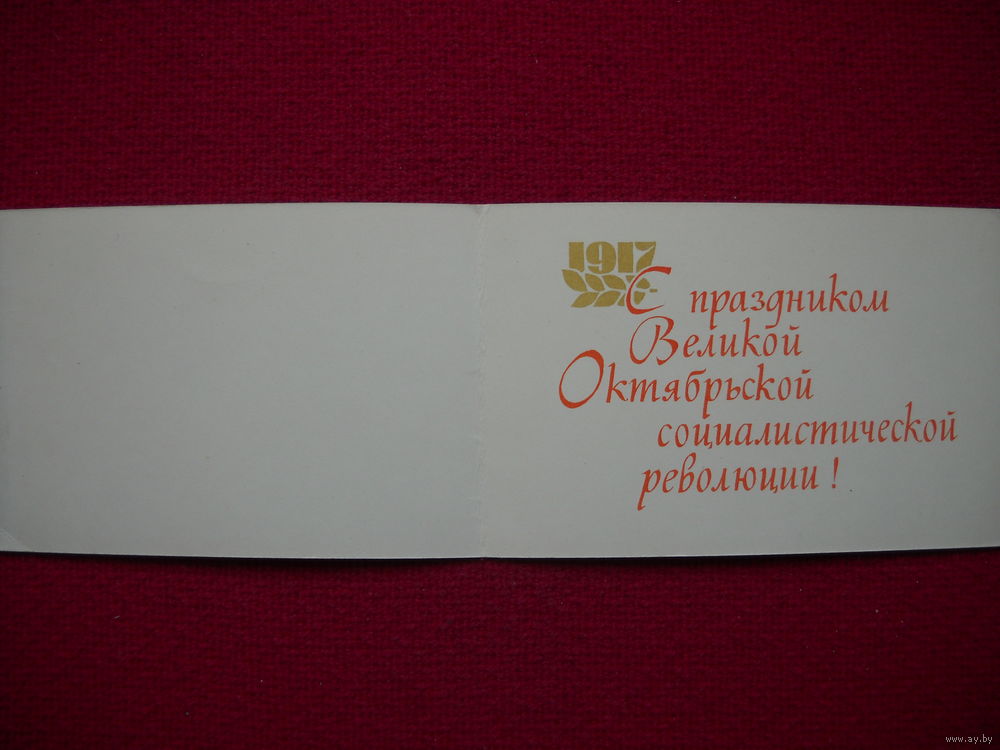 1917
С праздником
Великой
Октябрьской
социалистической
революции !
www.ay.by